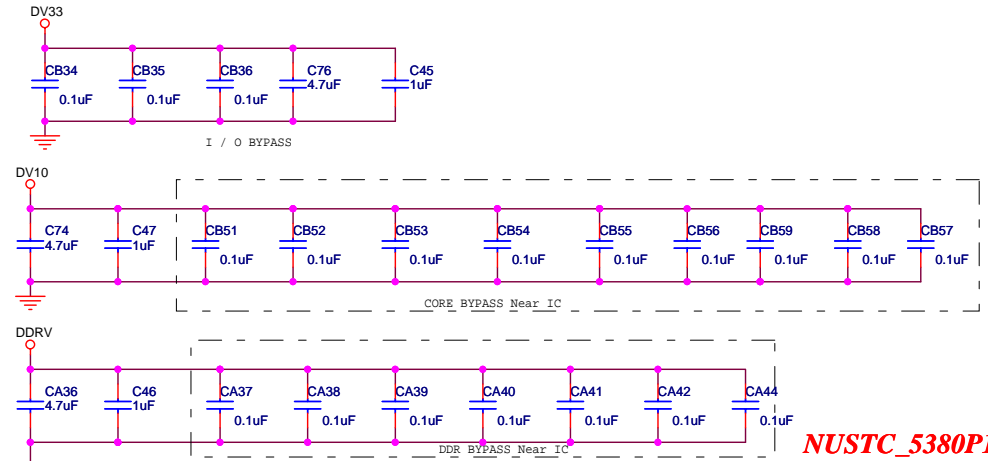 DV33
CB34
0.1uF
CB35
0.1uF
CB36
0.1uF
C76
4.7uF
C45
1uF
I / O BYPASS
DV10
C74
4.7uF
C47
1uF
CB51
0.1uF
CB52
0.1uF
CB53
0.1uF
CB54
0.1uF
CB55
0.1uF
CB56
0.1uF
CB59
0.1uF
CB58
0.1uF
CB57
0.1uF
CORE BYPASS Near IC
DDRV
CA36
4.7uF
C46
1uF
CA37
0.1uF
CA38
0.1uF
CA39
0.1uF
CA40
0.1uF
CA41
0.1uF
CA42
0.1uF
CA44
0.1uF
DDR BYPASS Near IC